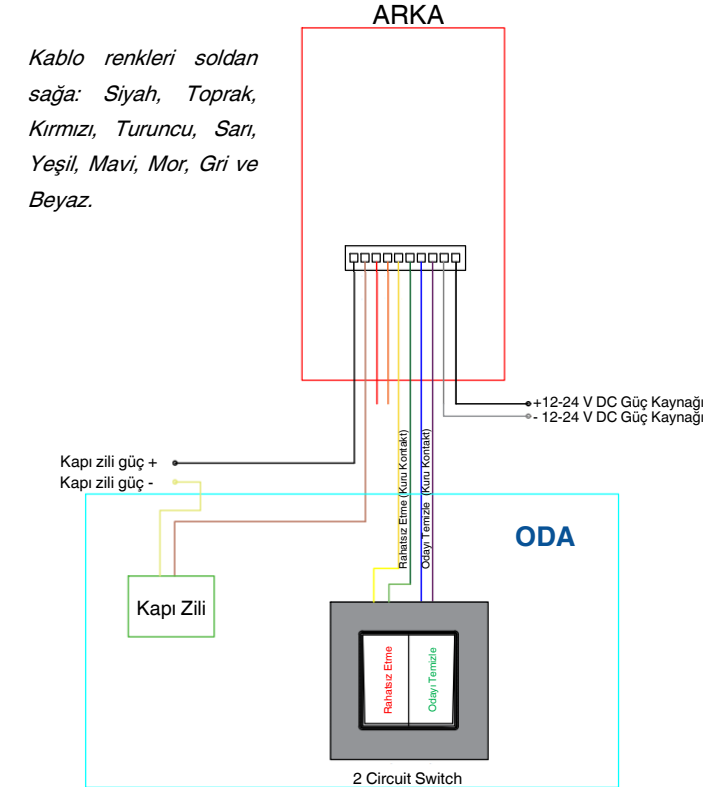 ARKA
Kablo renkleri soldan
sağa: Siyah, Toprak,
Kırmızı, Turuncu, Sarı,
Yeşil, Mavi, Mor, Gri ve
Beyaz.
+12-24 V DC Güç Kaynağı
- 12-24 V DC Güç Kaynağı
Kapı zili güç +
Kapı zili güç -
Rahatsız Etme (Kuru Kontakt)
Odayı Temizle (Kuru Kontakt)
ODA
Kapı Zili
Rahatsız Etme
Odayı Temizle
2 Circuit Switch